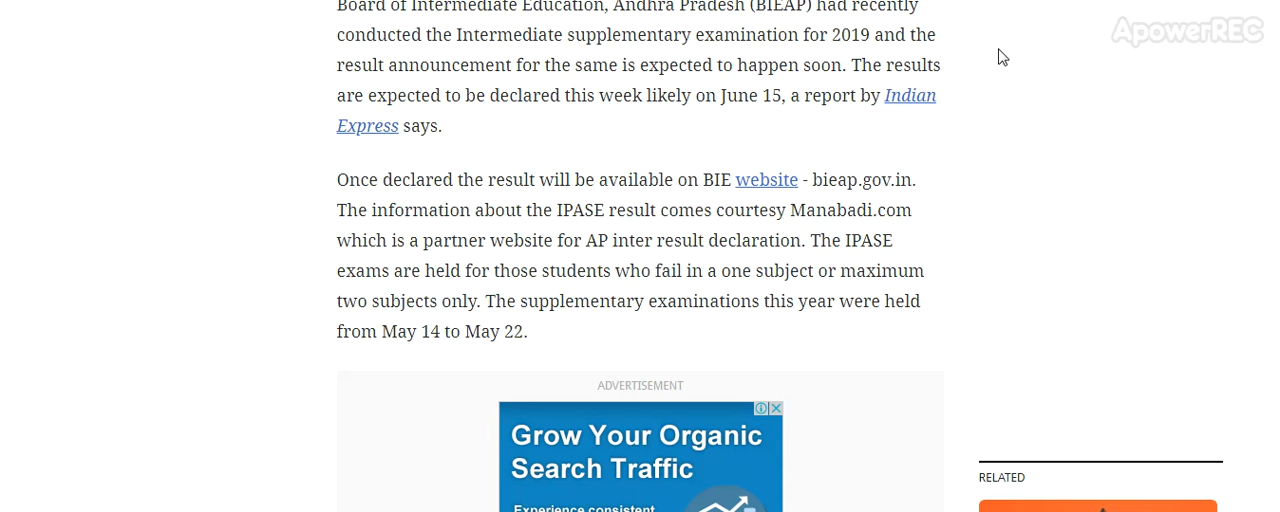 Board of Intermediate Education, Andhra Pradesh (BIEAP) had recently
conducted the Intermediate supplementary examination for 2019 and the
result announcement for the same is expected to happen soon. The results
are expected to be declared this week likely on June 15, a report by Indian
Express says.
Once declared the result will be available on BIE website - bieap.gov.in.
The information about the IPASE result comes courtesy Manabadi.com
which is a partner website for AP inter result declaration. The IPASE
exams are held for those students who fail in a one subject or maximum
two subjects only. The supplementary examinations this year were held
from May 14 to May 22.
ADVERTISEMENT
Grow Your Organic
Search Traffic
Experience consistent
RELATED
ApowerREC